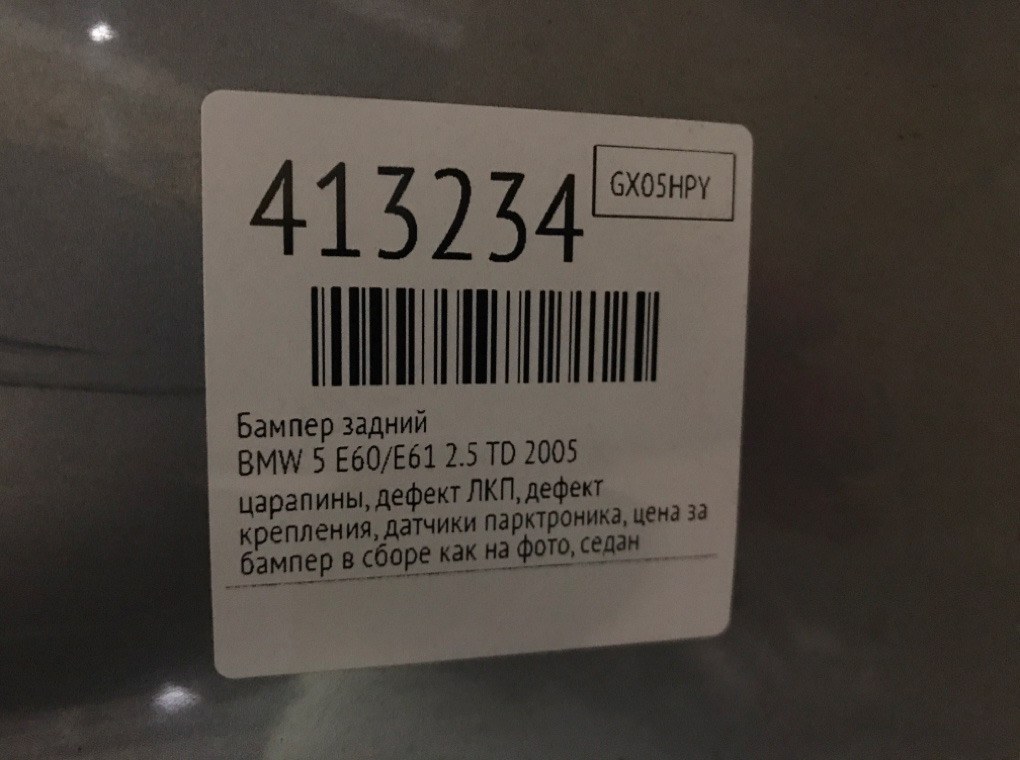 413234
GX05HPY
Бампер задний
BMW 5 E60/E61 2.5 TD 2005
царапины, дефект ЛКП, дефект
крепления, датчики парктроника, цена за
бампер в сборе как на фото, седан